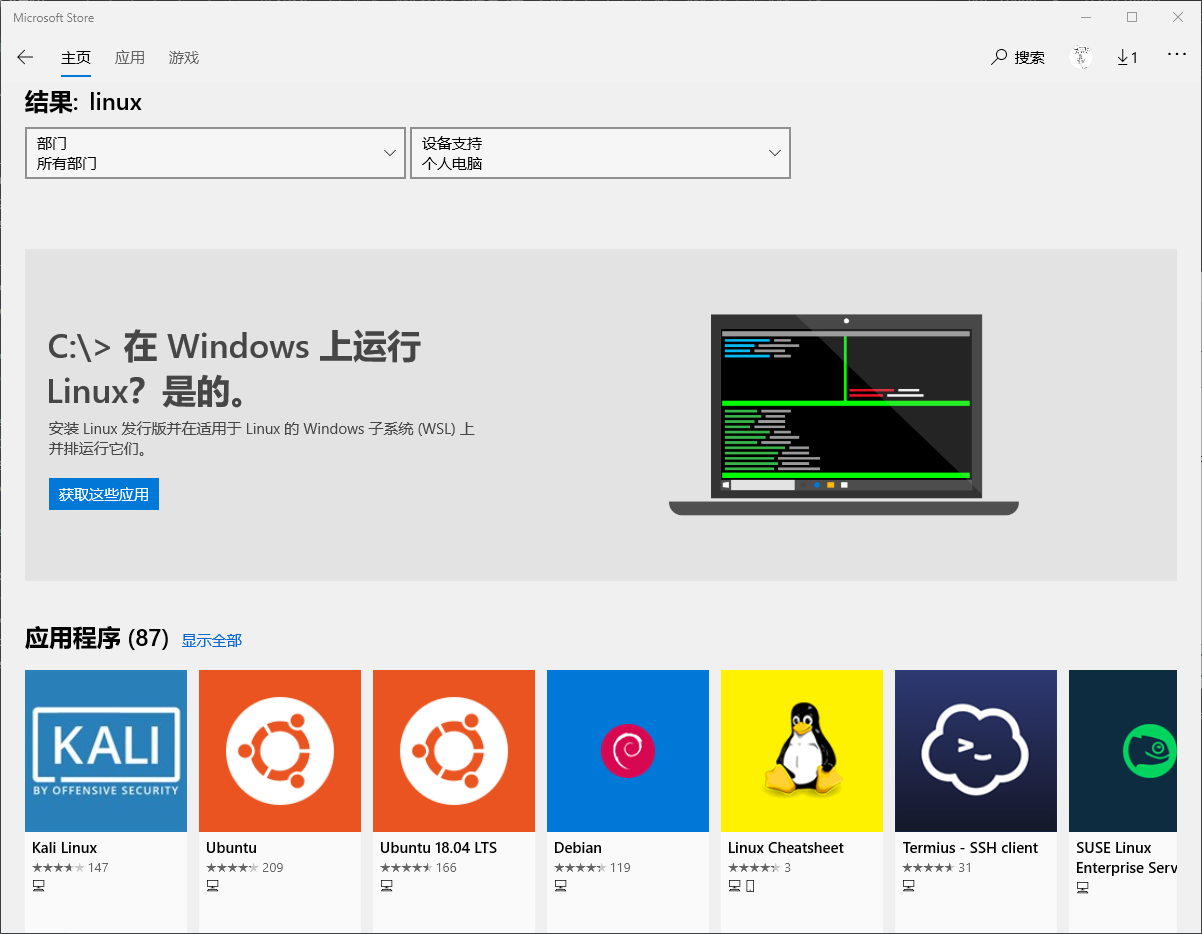 Microsoft Store
主页 应用 游戏 搜索 1
结果: linux
部门
所有部门
设备支持
个人电脑
C:\> 在 Windows 上运行
Linux? 是的。
安装 Linux 发行版并在适用于 Linux 的 Windows 子系统 (WSL) 上
并排运行它们。
获取这些应用
应用程序 (87) 显示全部
KALI
BY OFFENSIVE SECURITY
Kali Linux
147
Ubuntu
209
Ubuntu 18.04 LTS
166
Debian
119
Linux Cheatsheet
3
>_
Termius - SSH client
31
SUSE Linux
Enterprise Serv